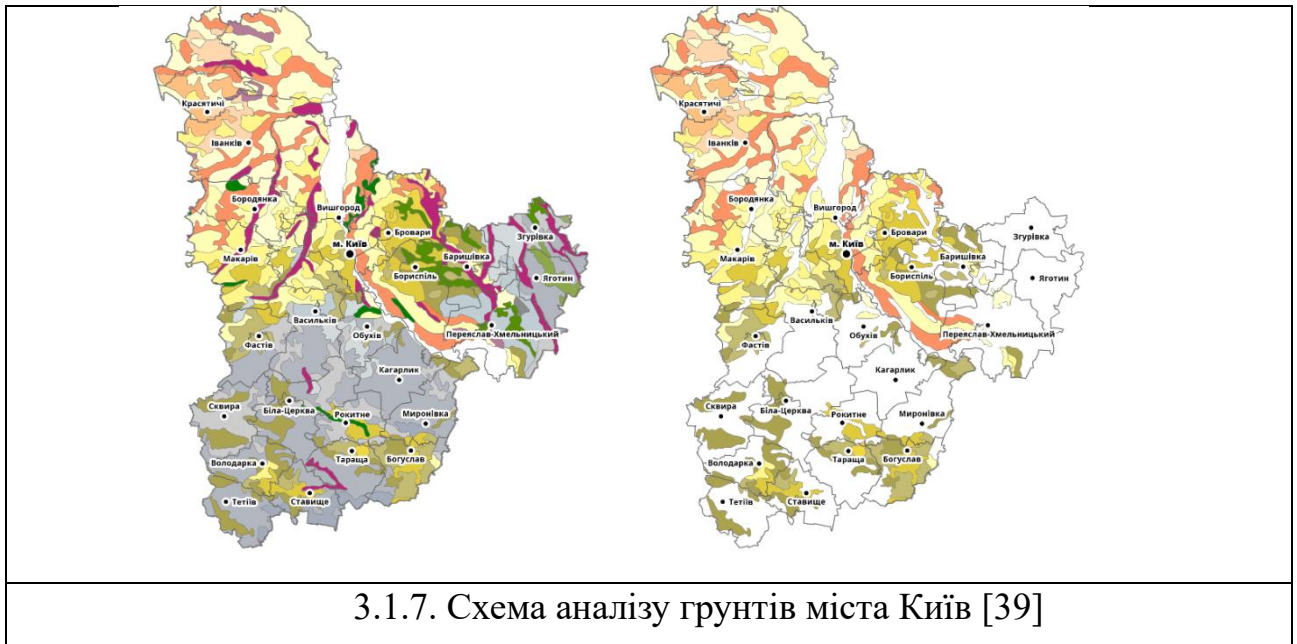 Красятичі
Іванків
Бородянка
Вишгород
Макарів
м. Київ
Бровари
Бориспіль
Баришівка
Згурівка
Яготин
Васильків
Фастів
Обухів
Переяслав-Хмельницький
Кагарлик
Сквира
Біла-Церква
Рокитне
Миронівка
Володарка
Тараща
Богуслав
Тетіїв
Ставище
Красятичі
Іванків
Бородянка
Вишгород
Макарів
м. Київ
Бровари
Бориспіль
Баришівка
Згурівка
Яготин
Васильків
Фастів
Обухів
Переяслав-Хмельницький
Кагарлик
Сквира
Біла-Церква
Рокитне
Миронівка
Володарка
Тараща
Богуслав
Тетіїв
Ставище
3.1.7. Схема аналізу грунтів міста Київ [39]